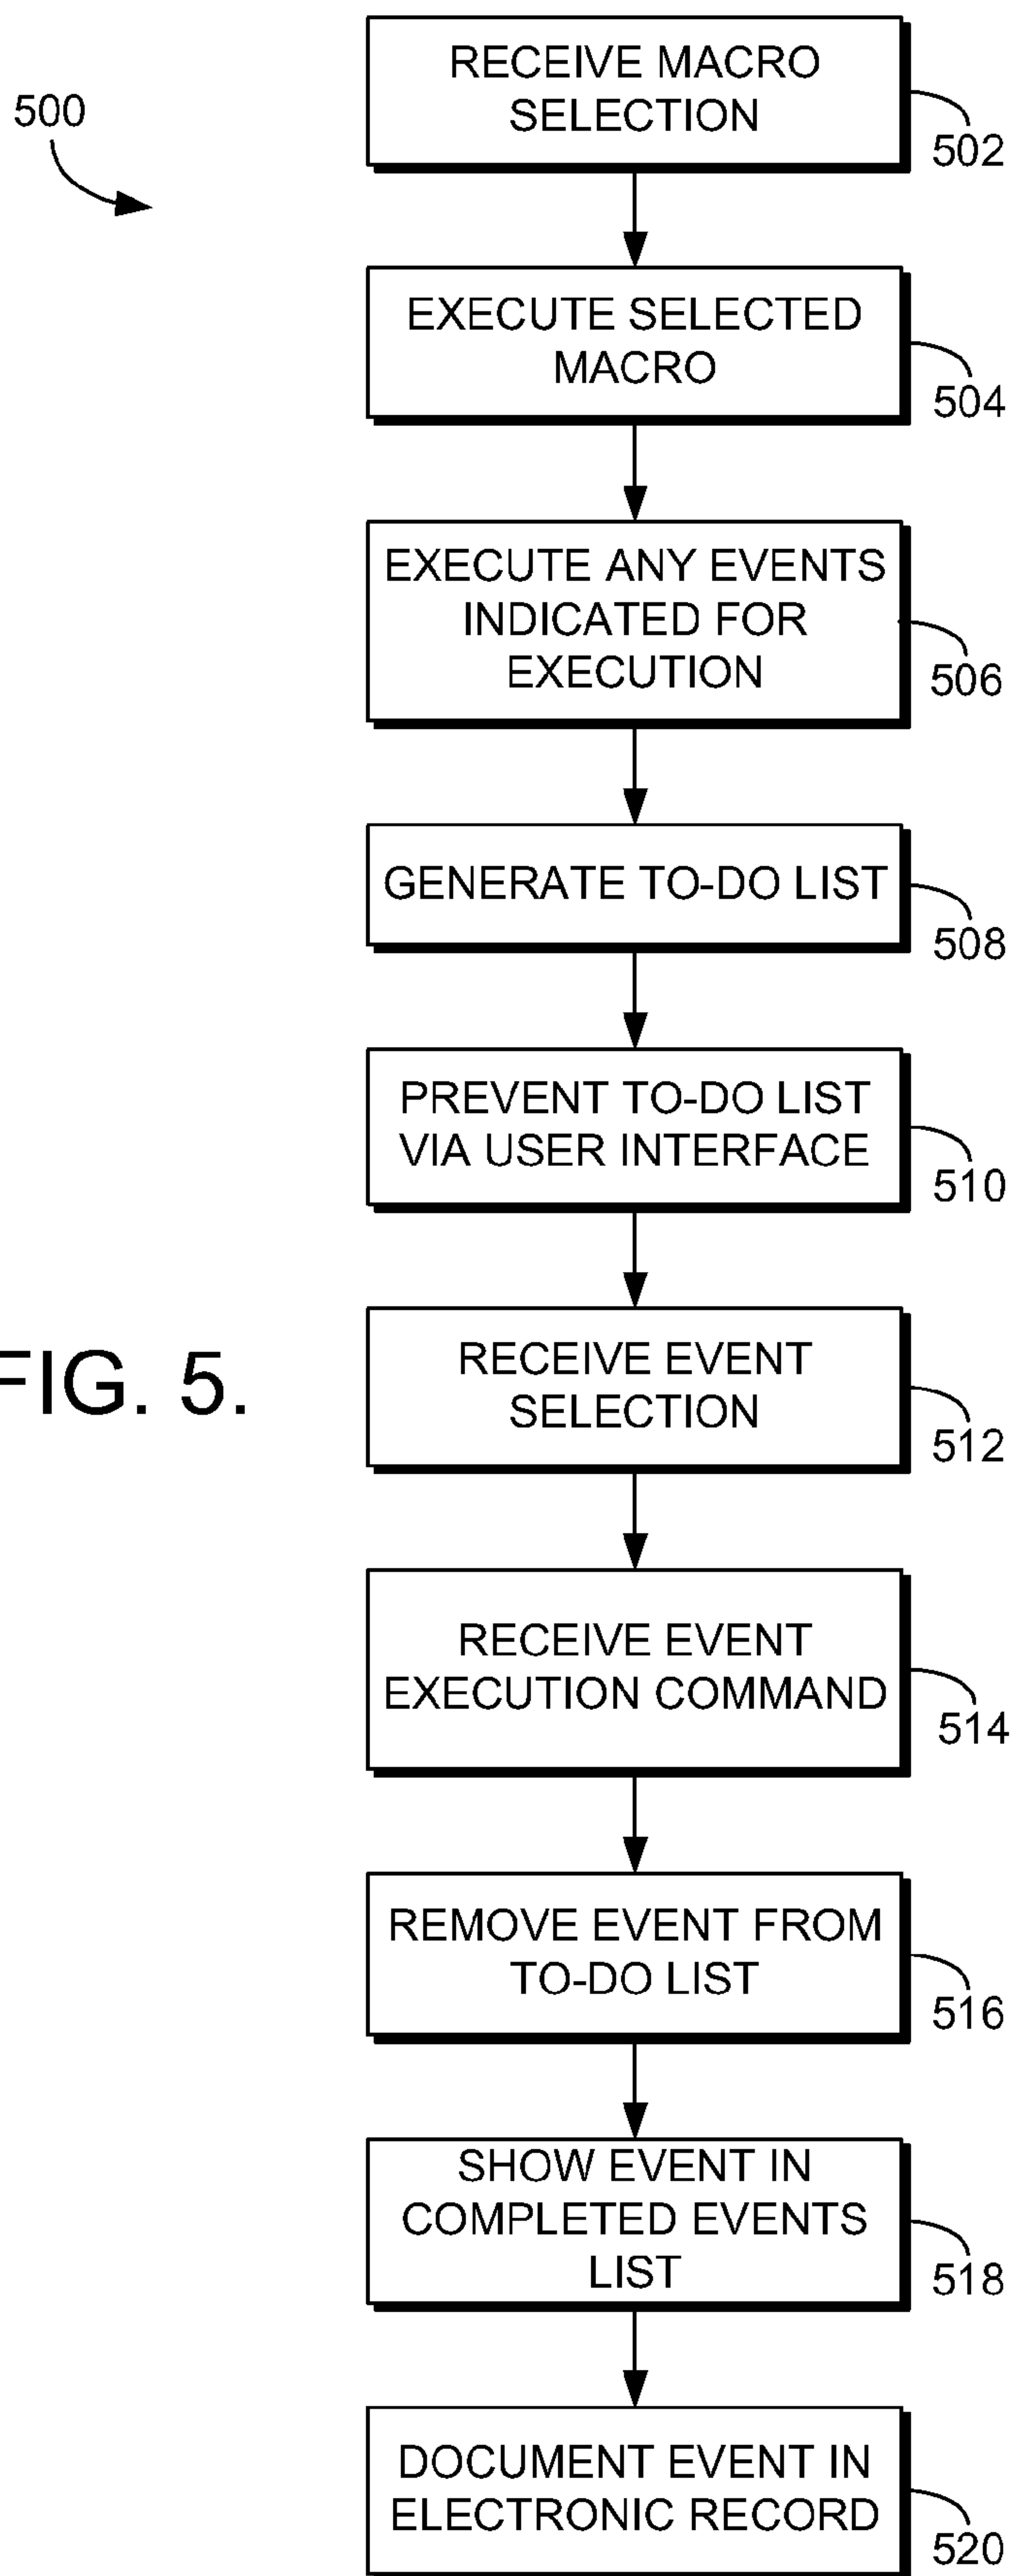 500
RECEIVE MACRO
SELECTION
502
EXECUTE SELECTED
MACRO
504
EXECUTE ANY EVENTS
INDICATED FOR
EXECUTION
506
GENERATE TO-DO LIST
508
PREVENT TO-DO LIST
VIA USER INTERFACE
510
FIG. 5.
RECEIVE EVENT
SELECTION
512
RECEIVE EVENT
EXECUTION COMMAND
514
REMOVE EVENT FROM
TO-DO LIST
516
SHOW EVENT IN
COMPLETED EVENTS
LIST
518
DOCUMENT EVENT IN
ELECTRONIC RECORD
520